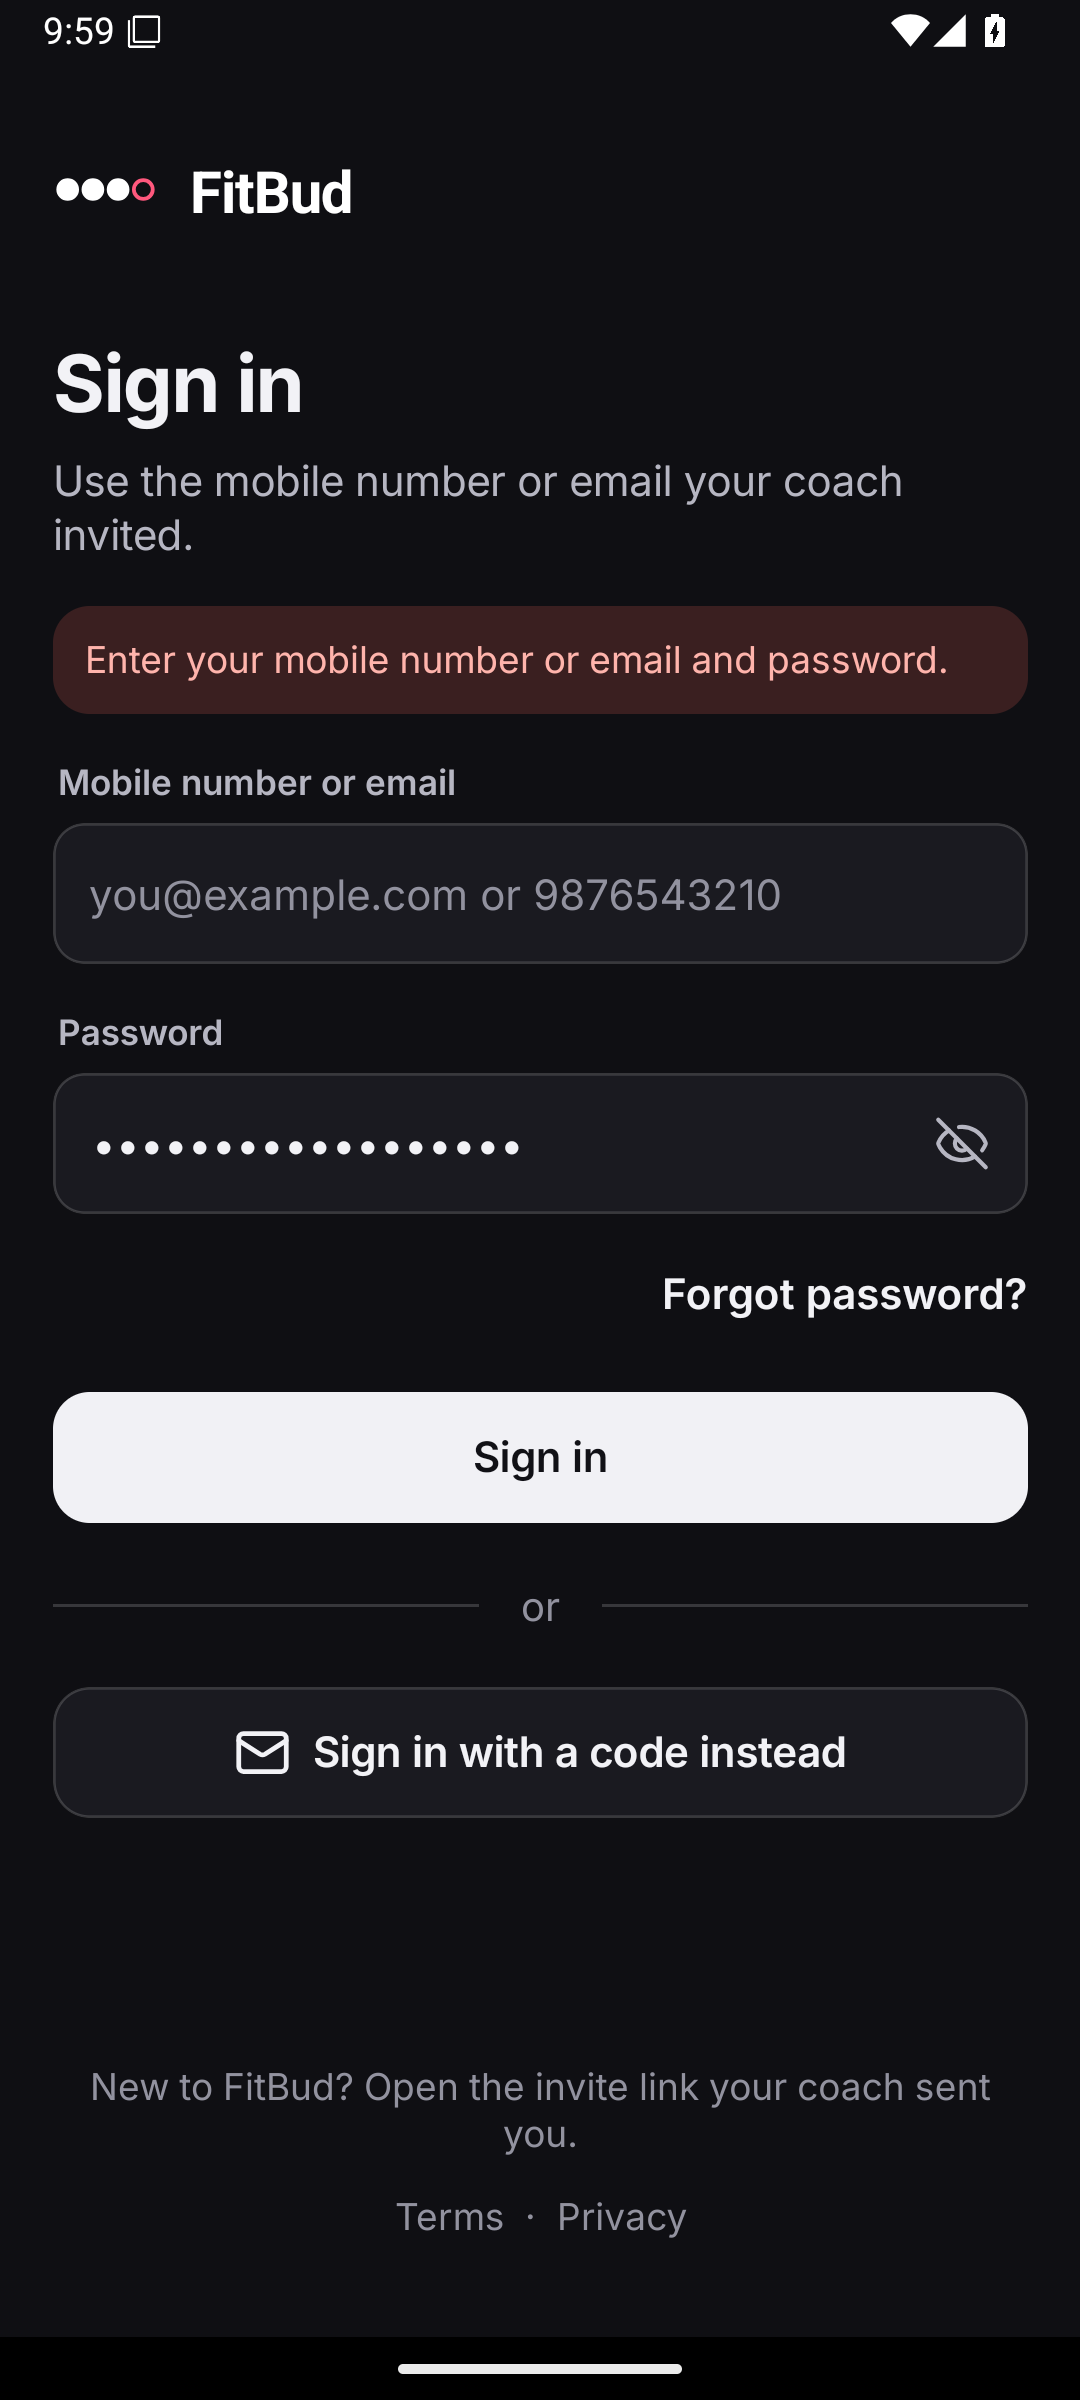 9:59
FitBud
Sign in
Use the mobile number or email your coach
invited.
Enter your mobile number or email and password.
Mobile number or email
you@example.com or 9876543210
Password
••••••••••••••••••
Forgot password?
Sign in
or
Sign in with a code instead
New to FitBud? Open the invite link your coach sent
you.
Terms · Privacy